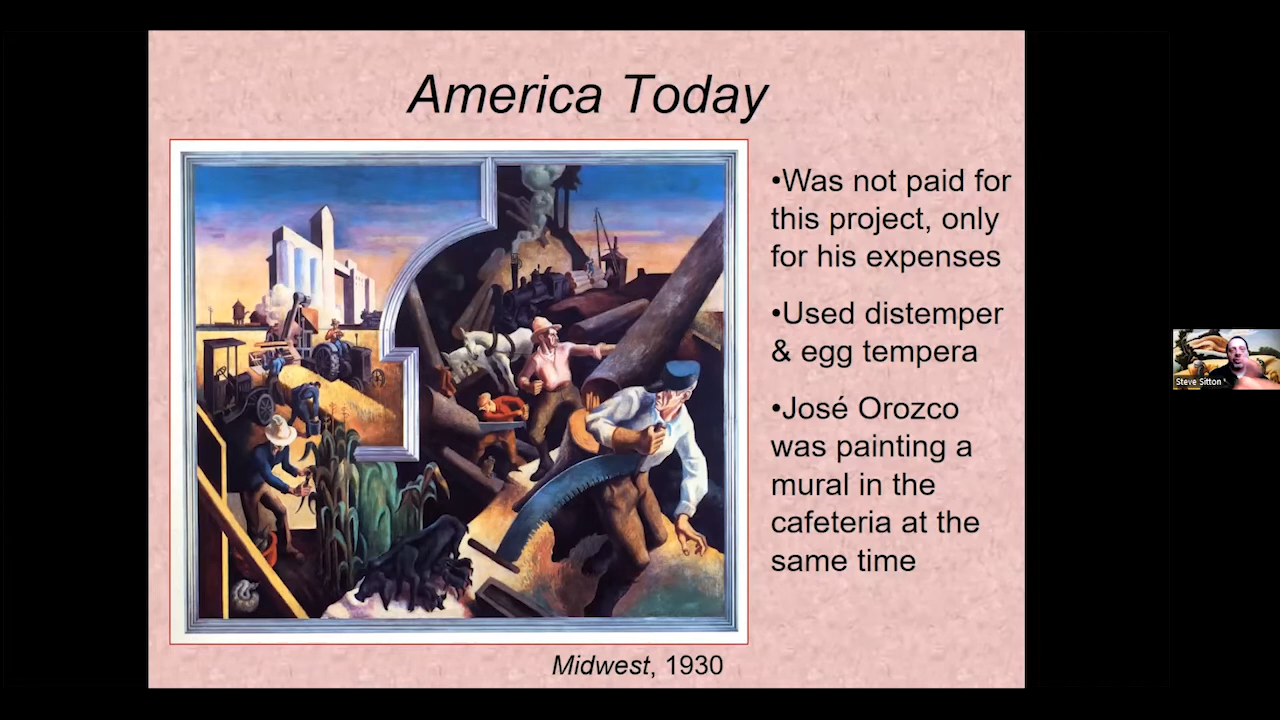 America Today
•Was not paid for
this project, only
for his expenses
•Used distemper
& egg tempera
•José Orozco
was painting a
mural in the
cafeteria at the
same time
Midwest, 1930
Steve Sitton